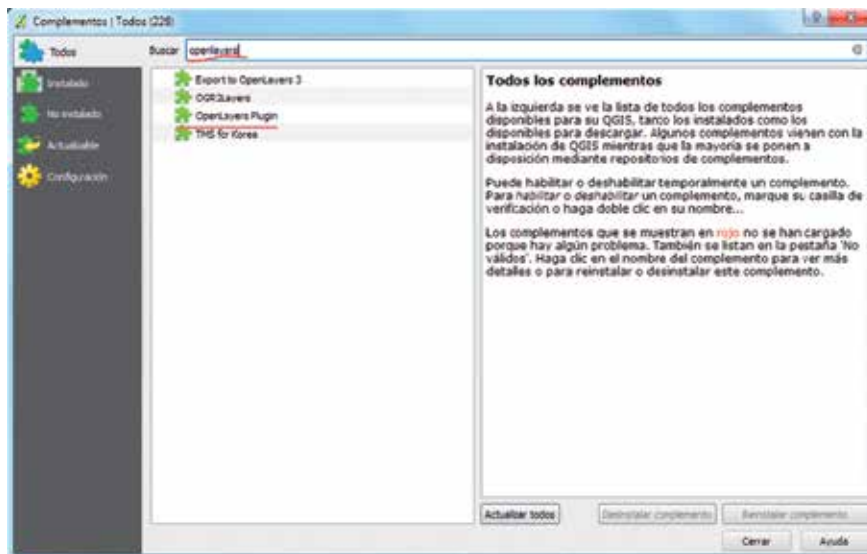 Complementos | Todos (226)
Todos
Buscar openlayers
Instalado
No instalado
Actualizable
Configuración
Export to OpenLayers 3
OGR2Layers
OpenLayers Plugin
TMS for Korea
Todos los complementos
A la izquierda se ve la lista de todos los complementos
disponibles para su QGIS, tanto los instalados como los
disponibles para descargar. Algunos complementos vienen con la
instalación de QGIS mientras que la mayoría se ponen a
disposición mediante repositorios de complementos.
Puede habilitar o deshabilitar temporalmente un complemento.
Para habilitar o deshabilitar un complemento, marque su casilla de
verificación o haga doble clic en su nombre...
Los complementos que se muestran en rojo no se han cargado
porque hay algún problema. También se listan en la pestaña 'No
válidos'. Haga clic en el nombre del complemento para ver más
detalles o para reinstalar o desinstalar este complemento.
Actualizar todos
Desinstalar complemento
Reinstalar complemento
Cerrar
Ayuda